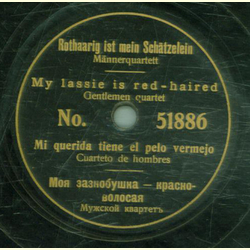 Rothaarig ist mein Schätzelein
Männerquartett
My lassie is red-haired
Gentlemen quartet
No. 51886
Mi querida tiene el pelo vermejo
Cuarteto de hombres
Моя зазнобушка — красно-
волосая
Мужской квартетъ